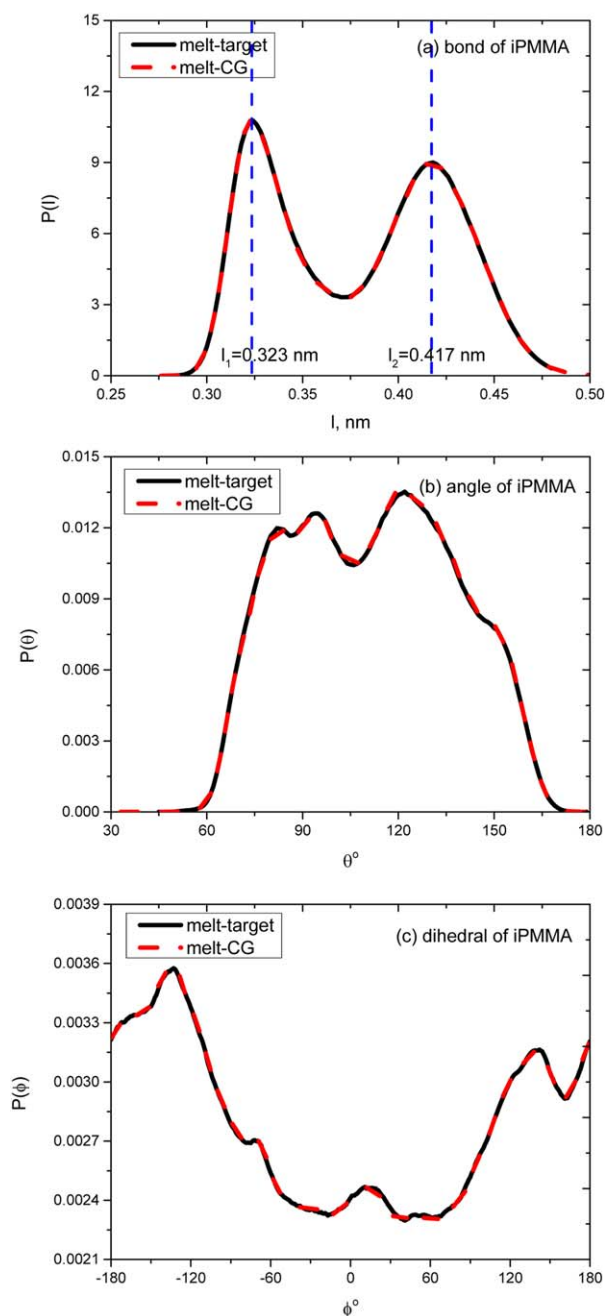 15
melt-target
melt-CG
(a) bond of iPMMA
12
9
P(l)
6
3
l₁=0.323 nm
l₂=0.417 nm
0
0.25 0.30 0.35 0.40 0.45 0.50
l, nm
0.015
melt-target
melt-CG
(b) angle of iPMMA
0.012
0.009
P(θ)
0.006
0.003
0.000
30 60 90 120 150 180
θ°
0.0039
melt-target
melt-CG
(c) dihedral of iPMMA
0.0036
0.0033
P(ϕ)
0.0030
0.0027
0.0024
0.0021
-180 -120 -60 0 60 120 180
ϕ°